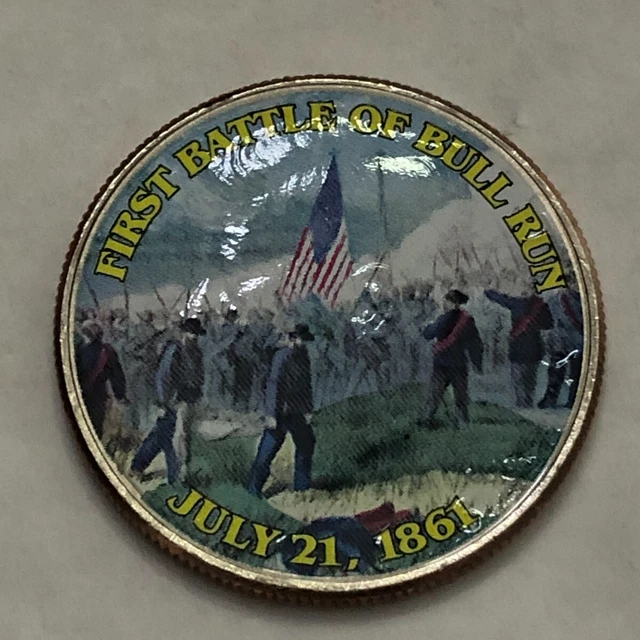 FIRST BATTLE OF BULL RUN
JULY 21, 1861